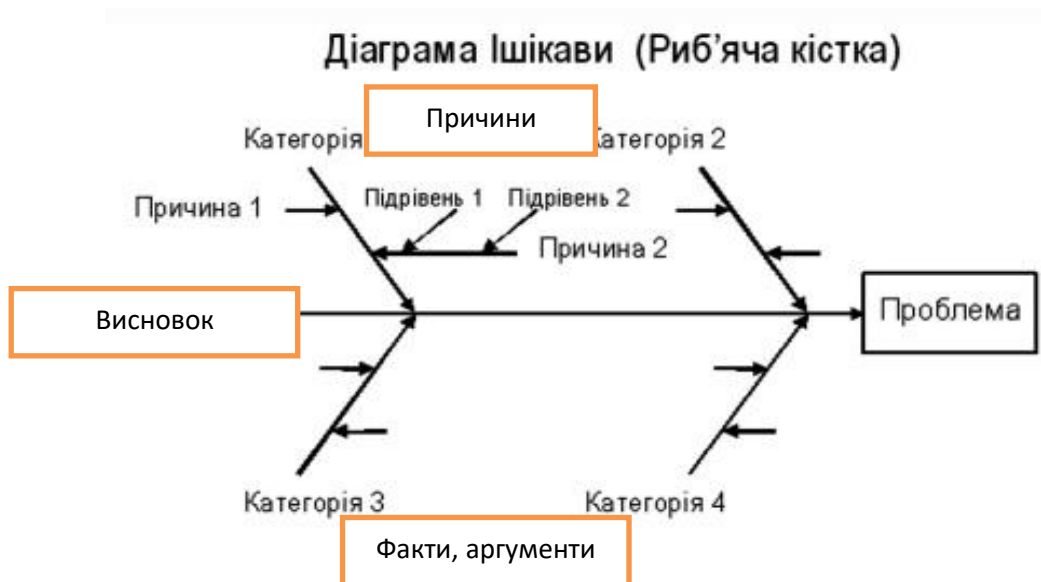 Діаграма Ішікави (Риб'яча кістка)
Причини
Категорія
Категорія 2
Причина 1
Підрівень 1
Підрівень 2
Причина 2
Висновок
Проблема
Категорія 3
Категорія 4
Факти, аргументи